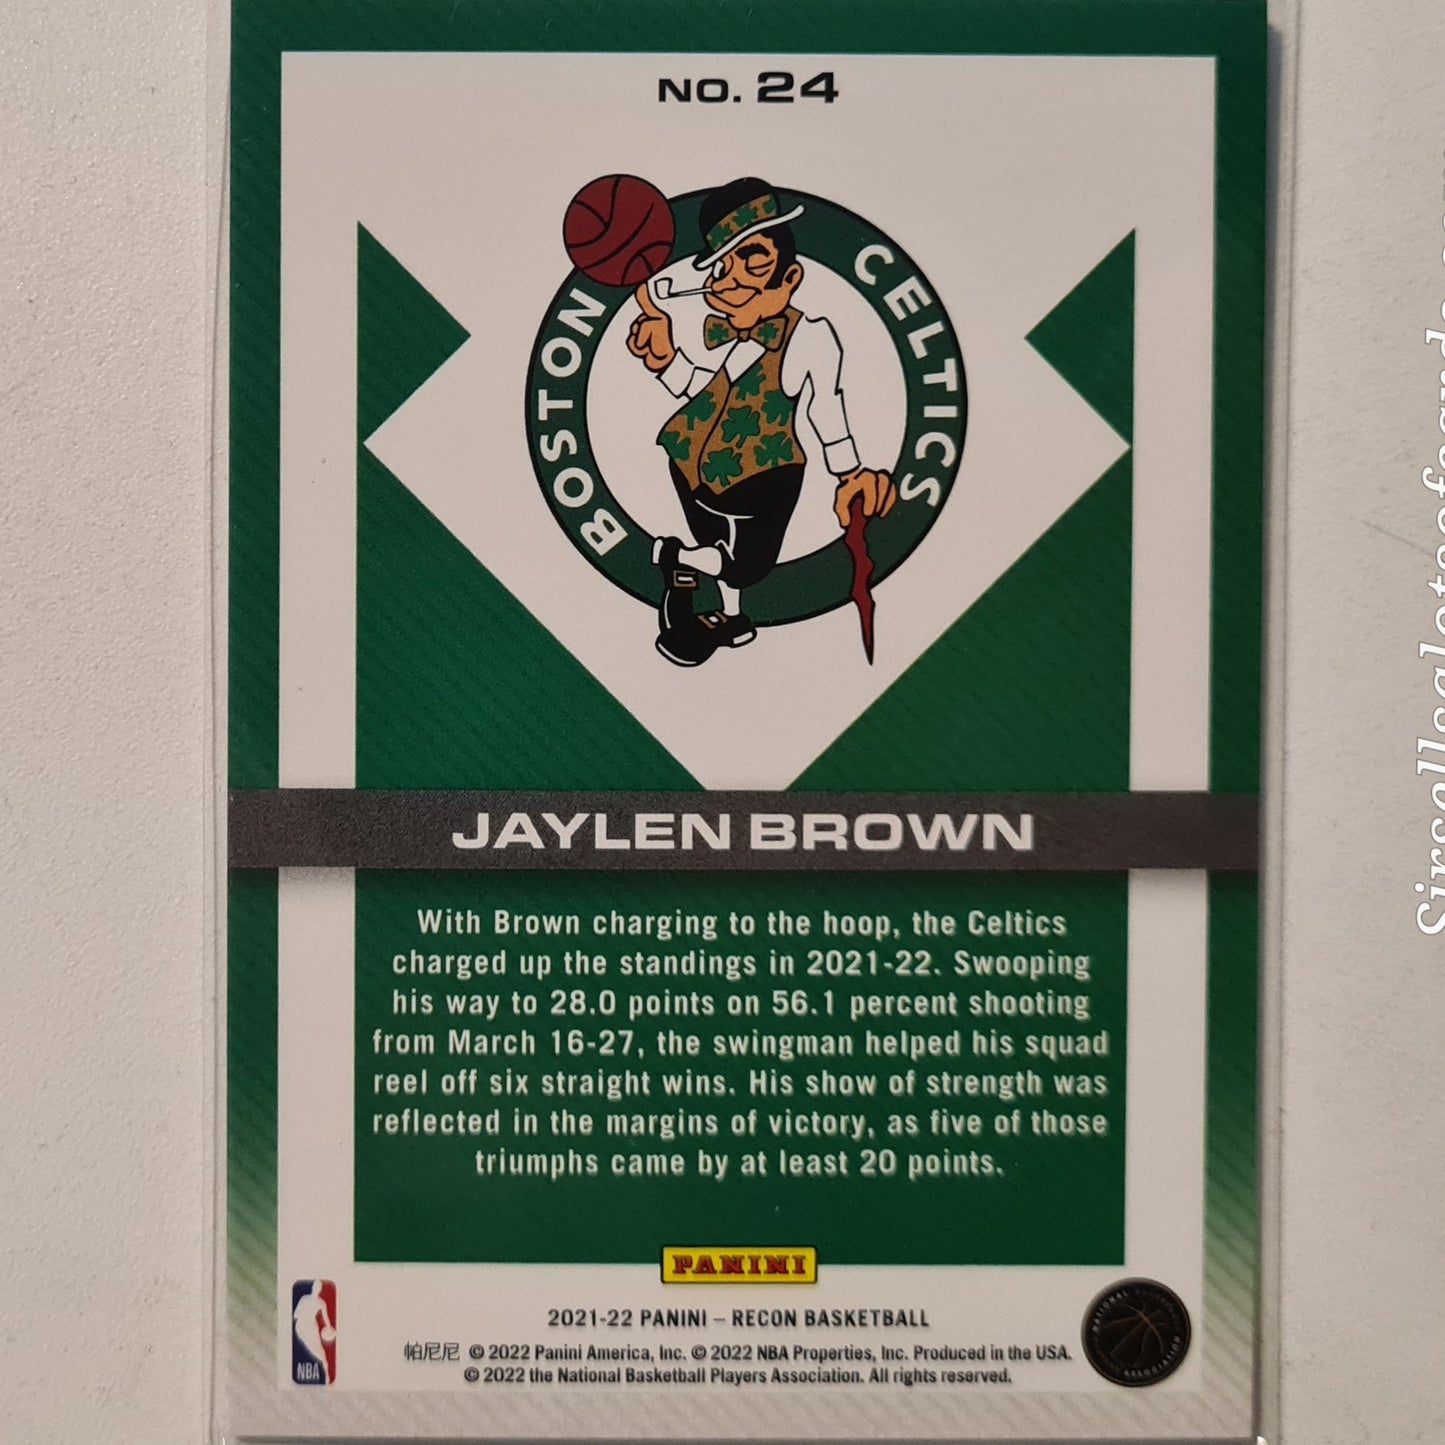 NO. 24
BOSTON CELTICS
JAYLEN BROWN
With Brown charging to the hoop, the Celtics
charged up the standings in 2021-22. Swooping
his way to 28.0 points on 56.1 percent shooting
from March 16-27, the swingman helped his squad
reel off six straight wins. His show of strength was
reflected in the margins of victory, as five of those
triumphs came by at least 20 points.
PANINI
2021-22 PANINI – RECON BASKETBALL
帕尼尼 © 2022 Panini America, Inc. © 2022 NBA Properties, Inc. Produced in the USA.
© 2022 the National Basketball Players Association. All rights reserved.
NBA